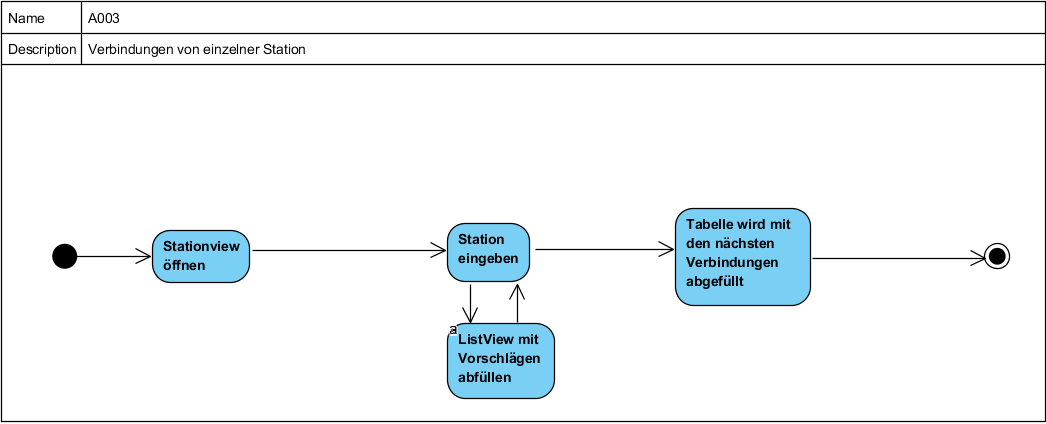 Name A003
Description Verbindungen von einzelner Station
Stationview
öffnen
Station
eingeben
Tabelle wird mit
den nächsten
Verbindungen
abgefüllt
a
ListView mit
Vorschlägen
abfüllen